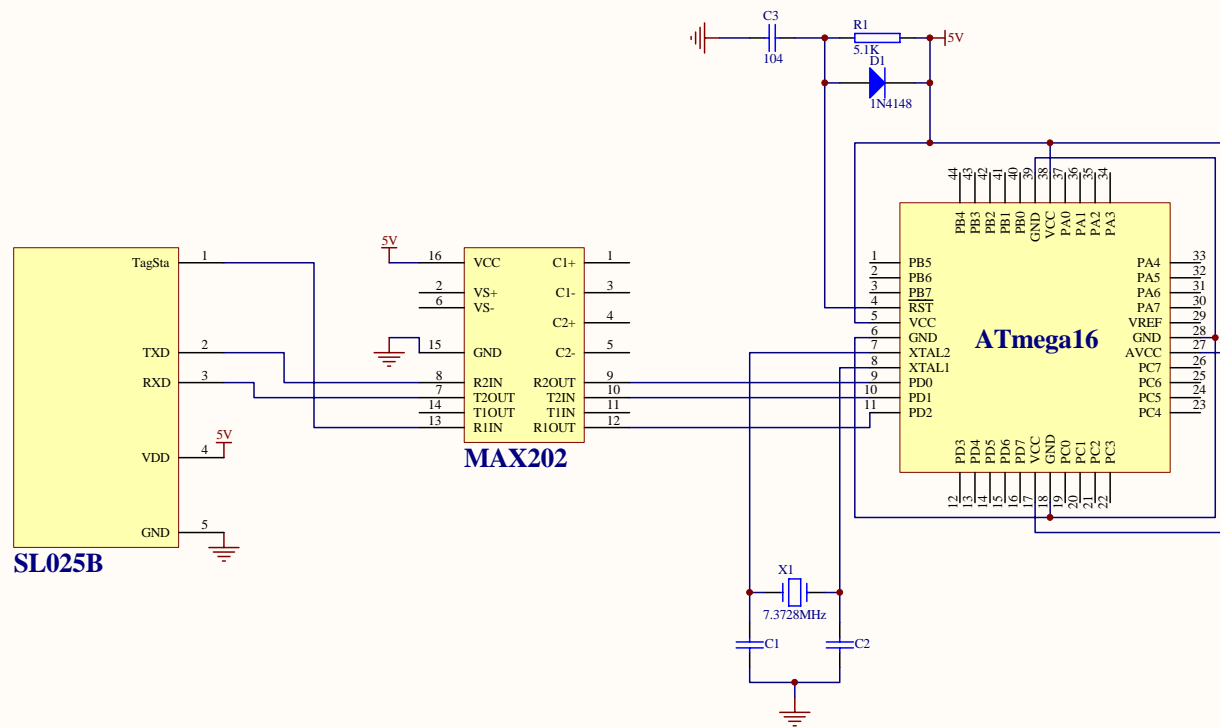 C3
104
R1
5.1K
5V
D1
1N4148
44 43 42 41 40 39 38 37 36 35 34
PB4 PB3 PB2 PB1 PB0 GND VCC PA0 PA1 PA2 PA3
TagSta 1
TXD 2
RXD 3
VDD 4
5V
GND 5
SL025B
5V
16 VCC
2 VS+
6 VS-
15 GND
8 R2IN
7 T2OUT
14 T1OUT
13 R1IN
C1+ 1
C1- 3
C2+ 4
C2- 5
R2OUT 9
T2IN 10
T1IN 11
R1OUT 12
MAX202
1 PB5
2 PB6
3 PB7
4 RST
5 VCC
6 GND
7 XTAL2
8 XTAL1
9 PD0
10 PD1
11 PD2
ATmega16
PA4 33
PA5 32
PA6 31
PA7 30
VREF 29
GND 28
AVCC 27
PC7 26
PC6 25
PC5 24
PC4 23
PD3 PD4 PD5 PD6 PD7 VCC GND PC0 PC1 PC2 PC3
12 13 14 15 16 17 18 19 20 21 22
X1
7.3728MHz
C1
C2